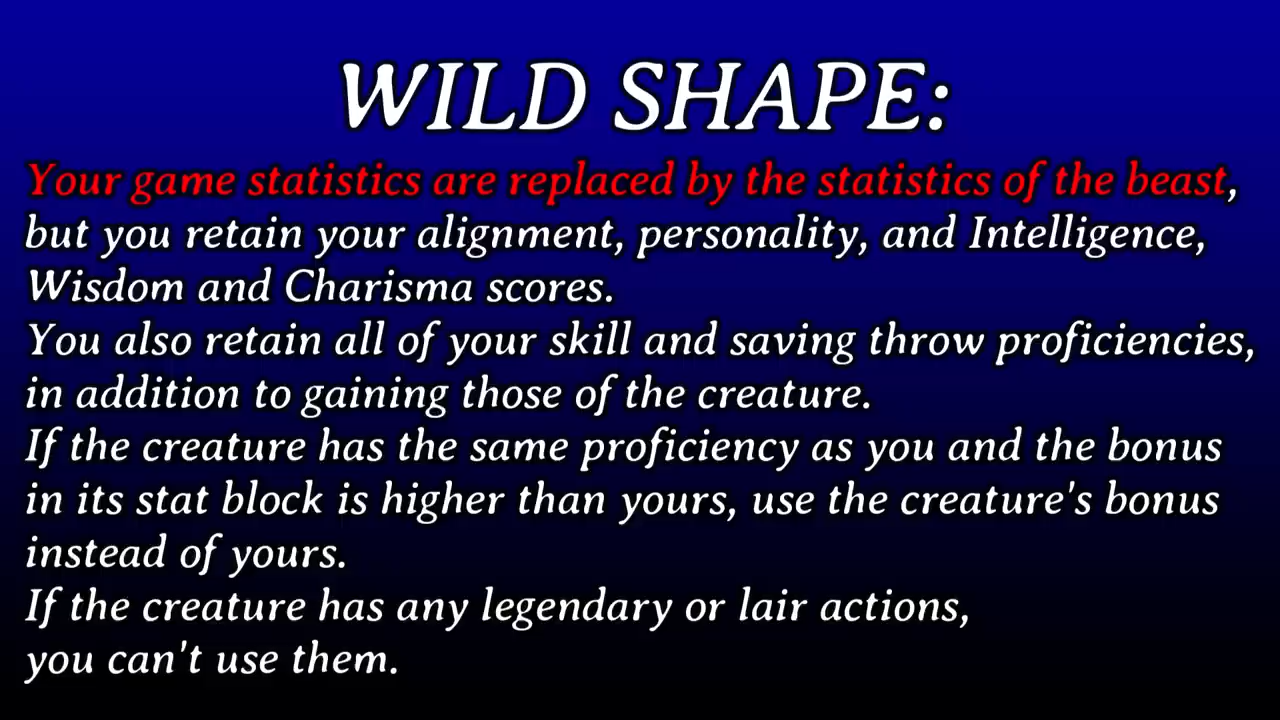 WILD SHAPE:
Your game statistics are replaced by the statistics of the beast,
but you retain your alignment, personality, and Intelligence,
Wisdom and Charisma scores.
You also retain all of your skill and saving throw proficiencies,
in addition to gaining those of the creature.
If the creature has the same proficiency as you and the bonus
in its stat block is higher than yours, use the creature's bonus
instead of yours.
If the creature has any legendary or lair actions,
you can't use them.